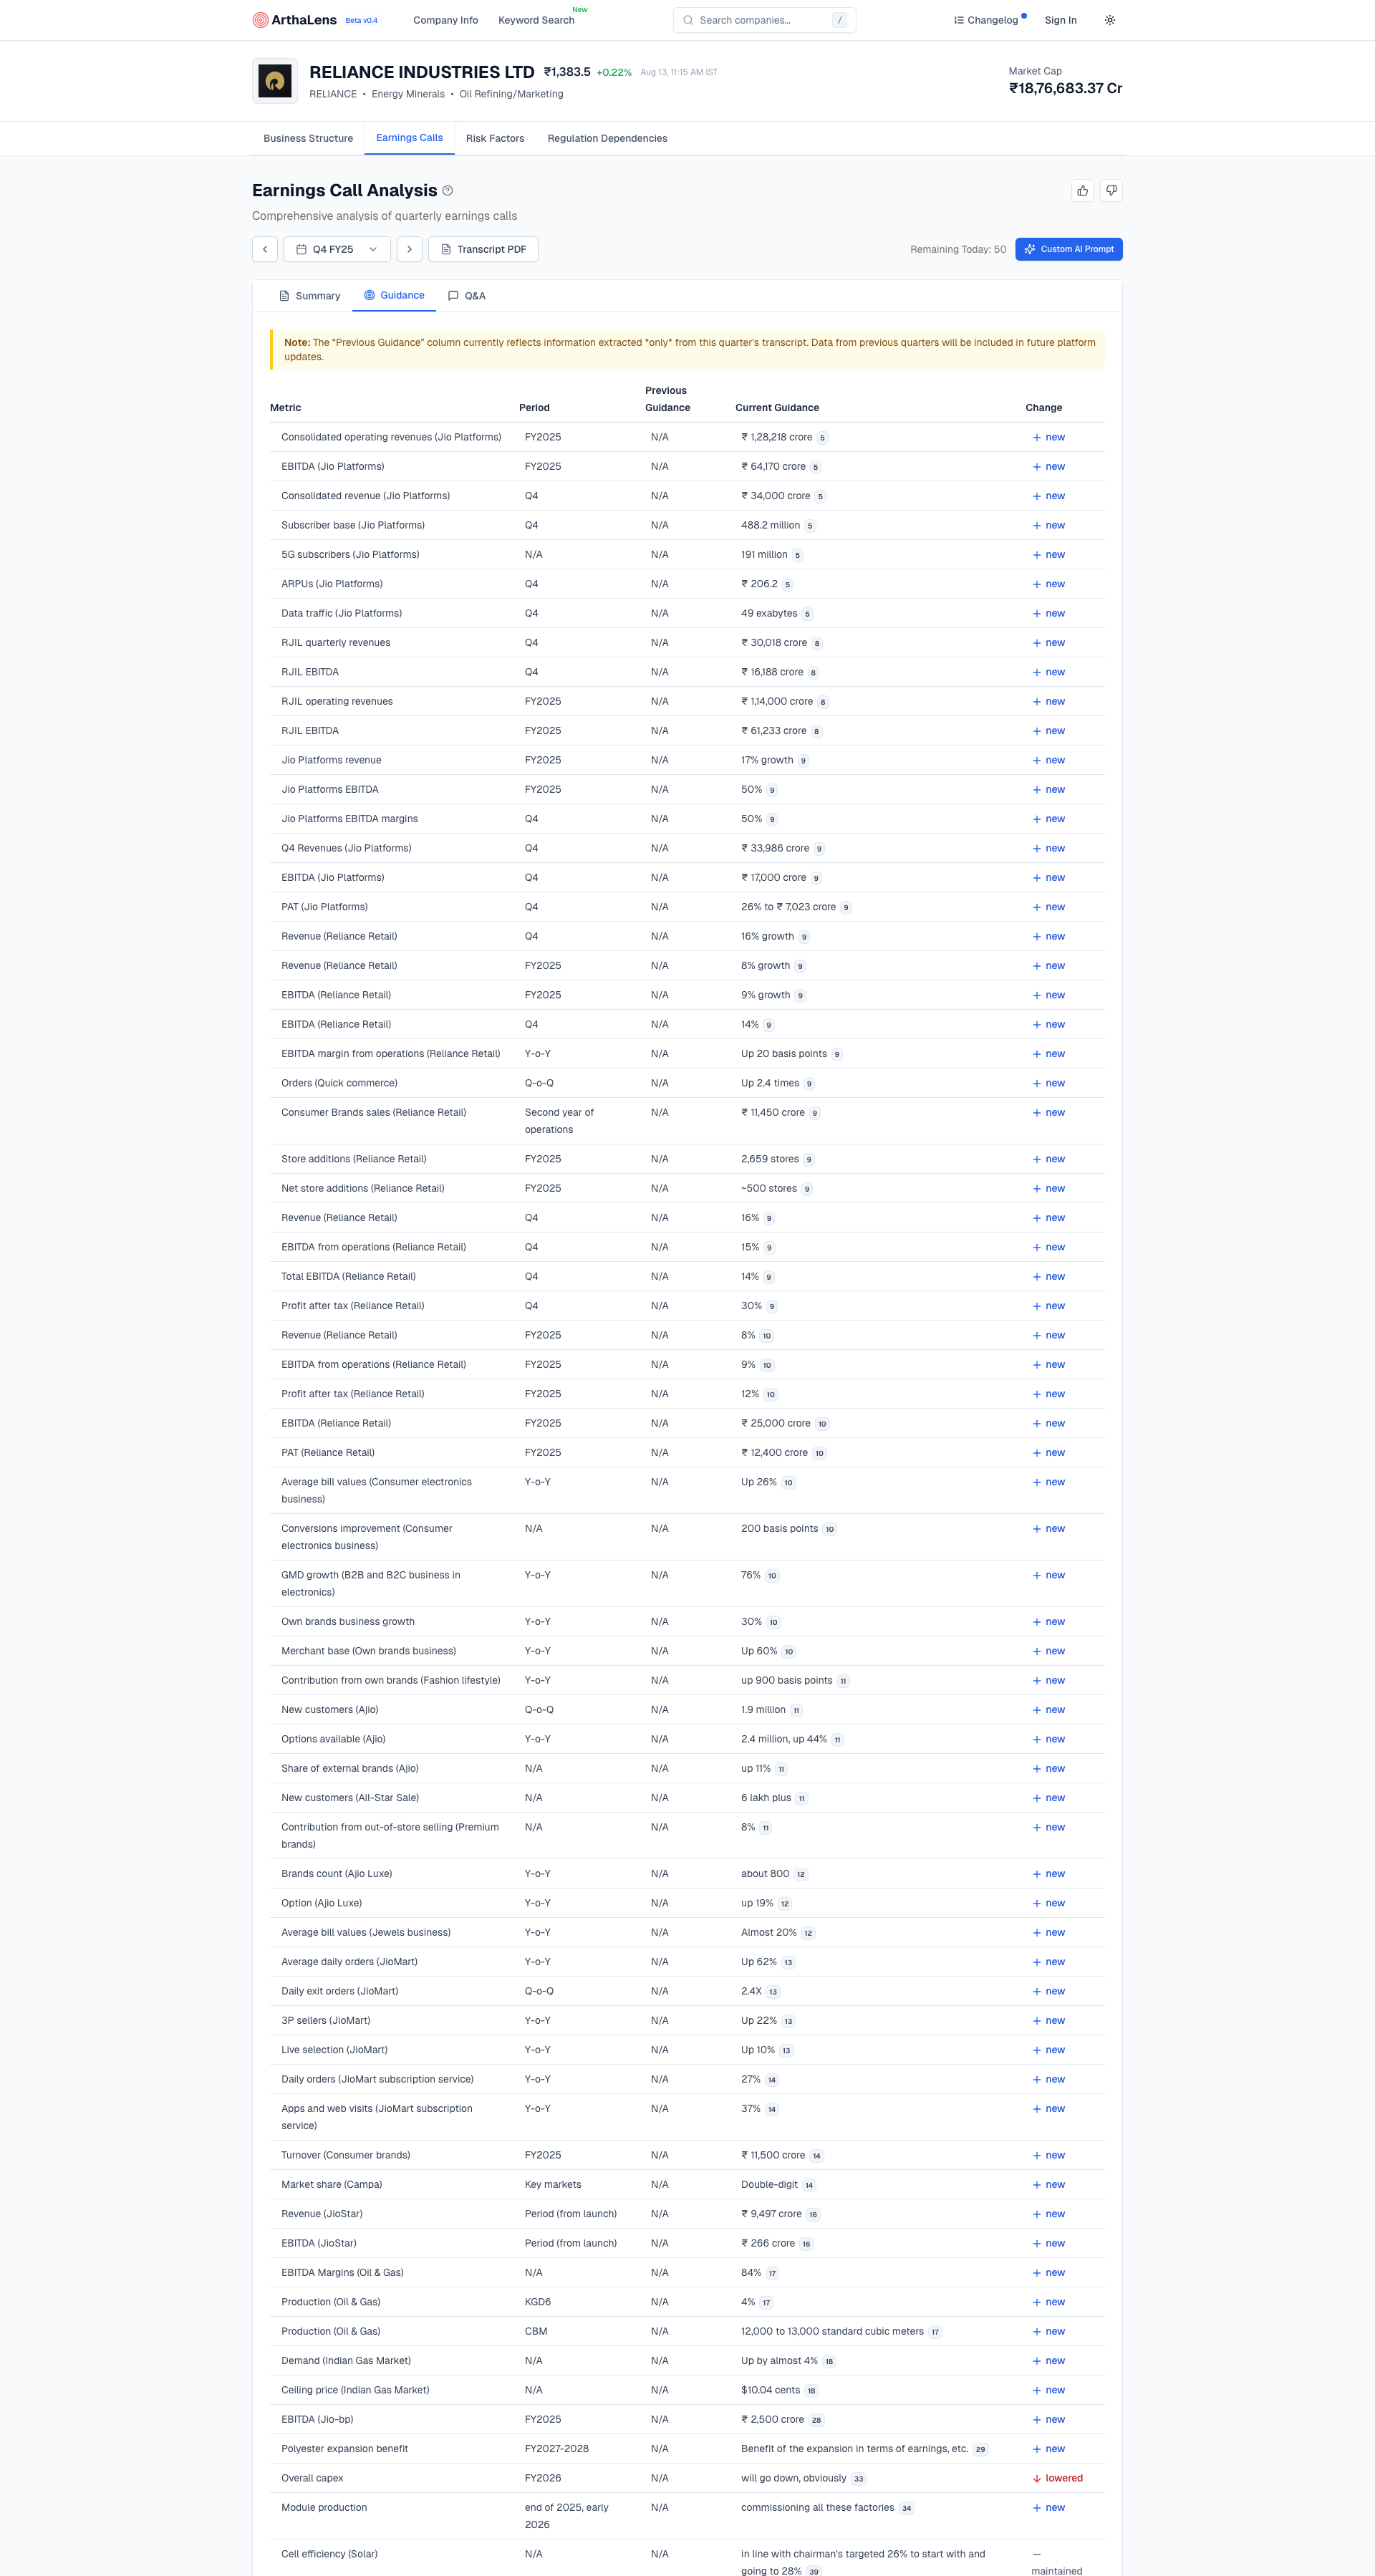 ArthaLens Beta v0.4 Company Info Keyword Search New Search companies... / Changelog Sign In
RELIANCE INDUSTRIES LTD ₹1,383.5 +0.22% Aug 13, 11:15 AM IST
RELIANCE • Energy Minerals • Oil Refining/Marketing
Market Cap
₹18,76,683.37 Cr
Business Structure Earnings Calls Risk Factors Regulation Dependencies
Earnings Call Analysis
Comprehensive analysis of quarterly earnings calls
Q4 FY25 Transcript PDF Remaining Today: 50 Custom AI Prompt
Summary Guidance Q&A
Note: The "Previous Guidance" column currently reflects information extracted *only* from this quarter's transcript. Data from previous quarters will be included in future platform
updates.
Metric Period Previous Guidance Current Guidance Change
Consolidated operating revenues (Jio Platforms) FY2025 N/A ₹ 1,28,218 crore 5 + new
EBITDA (Jio Platforms) FY2025 N/A ₹ 64,170 crore 5 + new
Consolidated revenue (Jio Platforms) Q4 N/A ₹ 34,000 crore 5 + new
Subscriber base (Jio Platforms) Q4 N/A 488.2 million 5 + new
5G subscribers (Jio Platforms) N/A N/A 191 million 5 + new
ARPUs (Jio Platforms) Q4 N/A ₹ 206.2 5 + new
Data traffic (Jio Platforms) Q4 N/A 49 exabytes 5 + new
RJIL quarterly revenues Q4 N/A ₹ 30,018 crore 8 + new
RJIL EBITDA Q4 N/A ₹ 16,188 crore 8 + new
RJIL operating revenues FY2025 N/A ₹ 1,14,000 crore 8 + new
RJIL EBITDA FY2025 N/A ₹ 61,233 crore 8 + new
Jio Platforms revenue FY2025 N/A 17% growth 9 + new
Jio Platforms EBITDA FY2025 N/A 50% 9 + new
Jio Platforms EBITDA margins Q4 N/A 50% 9 + new
Q4 Revenues (Jio Platforms) Q4 N/A ₹ 33,986 crore 9 + new
EBITDA (Jio Platforms) Q4 N/A ₹ 17,000 crore 9 + new
PAT (Jio Platforms) Q4 N/A 26% to ₹ 7,023 crore 9 + new
Revenue (Reliance Retail) Q4 N/A 16% growth 9 + new
Revenue (Reliance Retail) FY2025 N/A 8% growth 9 + new
EBITDA (Reliance Retail) FY2025 N/A 9% growth 9 + new
EBITDA (Reliance Retail) Q4 N/A 14% 9 + new
EBITDA margin from operations (Reliance Retail) Y-o-Y N/A Up 20 basis points 9 + new
Orders (Quick commerce) Q-o-Q N/A Up 2.4 times 9 + new
Consumer Brands sales (Reliance Retail) Second year of operations N/A ₹ 11,450 crore 9 + new
Store additions (Reliance Retail) FY2025 N/A 2,659 stores 9 + new
Net store additions (Reliance Retail) FY2025 N/A ~500 stores 9 + new
Revenue (Reliance Retail) Q4 N/A 16% 9 + new
EBITDA from operations (Reliance Retail) Q4 N/A 15% 9 + new
Total EBITDA (Reliance Retail) Q4 N/A 14% 9 + new
Profit after tax (Reliance Retail) Q4 N/A 30% 9 + new
Revenue (Reliance Retail) FY2025 N/A 8% 10 + new
EBITDA from operations (Reliance Retail) FY2025 N/A 9% 10 + new
Profit after tax (Reliance Retail) FY2025 N/A 12% 10 + new
EBITDA (Reliance Retail) FY2025 N/A ₹ 25,000 crore 10 + new
PAT (Reliance Retail) FY2025 N/A ₹ 12,400 crore 10 + new
Average bill values (Consumer electronics business) Y-o-Y N/A Up 26% 10 + new
Conversions improvement (Consumer electronics business) N/A N/A 200 basis points 10 + new
GMD growth (B2B and B2C business in electronics) Y-o-Y N/A 76% 10 + new
Own brands business growth Y-o-Y N/A 30% 10 + new
Merchant base (Own brands business) Y-o-Y N/A Up 60% 10 + new
Contribution from own brands (Fashion lifestyle) Y-o-Y N/A up 900 basis points 11 + new
New customers (Ajio) Q-o-Q N/A 1.9 million 11 + new
Options available (Ajio) Y-o-Y N/A 2.4 million, up 44% 11 + new
Share of external brands (Ajio) N/A N/A up 11% 11 + new
New customers (All-Star Sale) N/A N/A 6 lakh plus 11 + new
Contribution from out-of-store selling (Premium brands) N/A N/A 8% 11 + new
Brands count (Ajio Luxe) Y-o-Y N/A about 800 12 + new
Option (Ajio Luxe) Y-o-Y N/A up 19% 12 + new
Average bill values (Jewels business) Y-o-Y N/A Almost 20% 12 + new
Average daily orders (JioMart) Y-o-Y N/A Up 62% 13 + new
Daily exit orders (JioMart) Q-o-Q N/A 2.4X 13 + new
3P sellers (JioMart) Y-o-Y N/A Up 22% 13 + new
Live selection (JioMart) Y-o-Y N/A Up 10% 13 + new
Daily orders (JioMart subscription service) Y-o-Y N/A 27% 14 + new
Apps and web visits (JioMart subscription service) Y-o-Y N/A 37% 14 + new
Turnover (Consumer brands) FY2025 N/A ₹ 11,500 crore 14 + new
Market share (Campa) Key markets N/A Double-digit 14 + new
Revenue (JioStar) Period (from launch) N/A ₹ 9,497 crore 16 + new
EBITDA (JioStar) Period (from launch) N/A ₹ 266 crore 16 + new
EBITDA Margins (Oil & Gas) N/A N/A 84% 17 + new
Production (Oil & Gas) KGD6 N/A 4% 17 + new
Production (Oil & Gas) CBM N/A 12,000 to 13,000 standard cubic meters 17 + new
Demand (Indian Gas Market) N/A N/A Up by almost 4% 18 + new
Ceiling price (Indian Gas Market) N/A N/A $10.04 cents 18 + new
EBITDA (Jio-bp) FY2025 N/A ₹ 2,500 crore 28 + new
Polyester expansion benefit FY2027-2028 N/A Benefit of the expansion in terms of earnings, etc. 29 + new
Overall capex FY2026 N/A will go down, obviously 33 ↓ lowered
Module production end of 2025, early 2026 N/A commissioning all these factories 34 + new
Cell efficiency (Solar) N/A N/A in line with chairman's targeted 26% to start with and going to 28% 39 — maintained